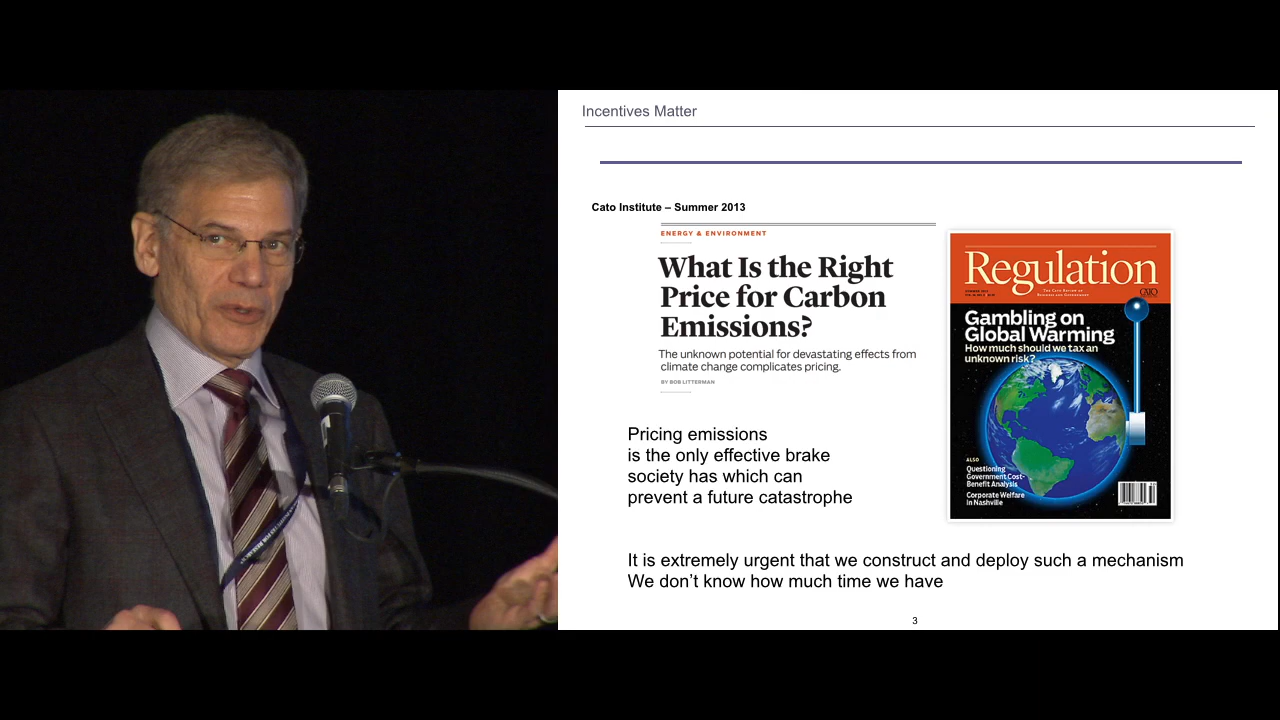 Incentives Matter
Cato Institute – Summer 2013
ENERGY & ENVIRONMENT
What Is the Right
Price for Carbon
Emissions?
The unknown potential for devastating effects from
climate change complicates pricing.
BY BOB LITTERMAN
Regulation
CATO
Gambling on
Global Warming
How much should we tax an
unknown risk?
ALSO
Questioning
Government Cost-
Benefit Analysis
Corporate Welfare
in Nashville
Pricing emissions
is the only effective brake
society has which can
prevent a future catastrophe
It is extremely urgent that we construct and deploy such a mechanism
We don’t know how much time we have
3